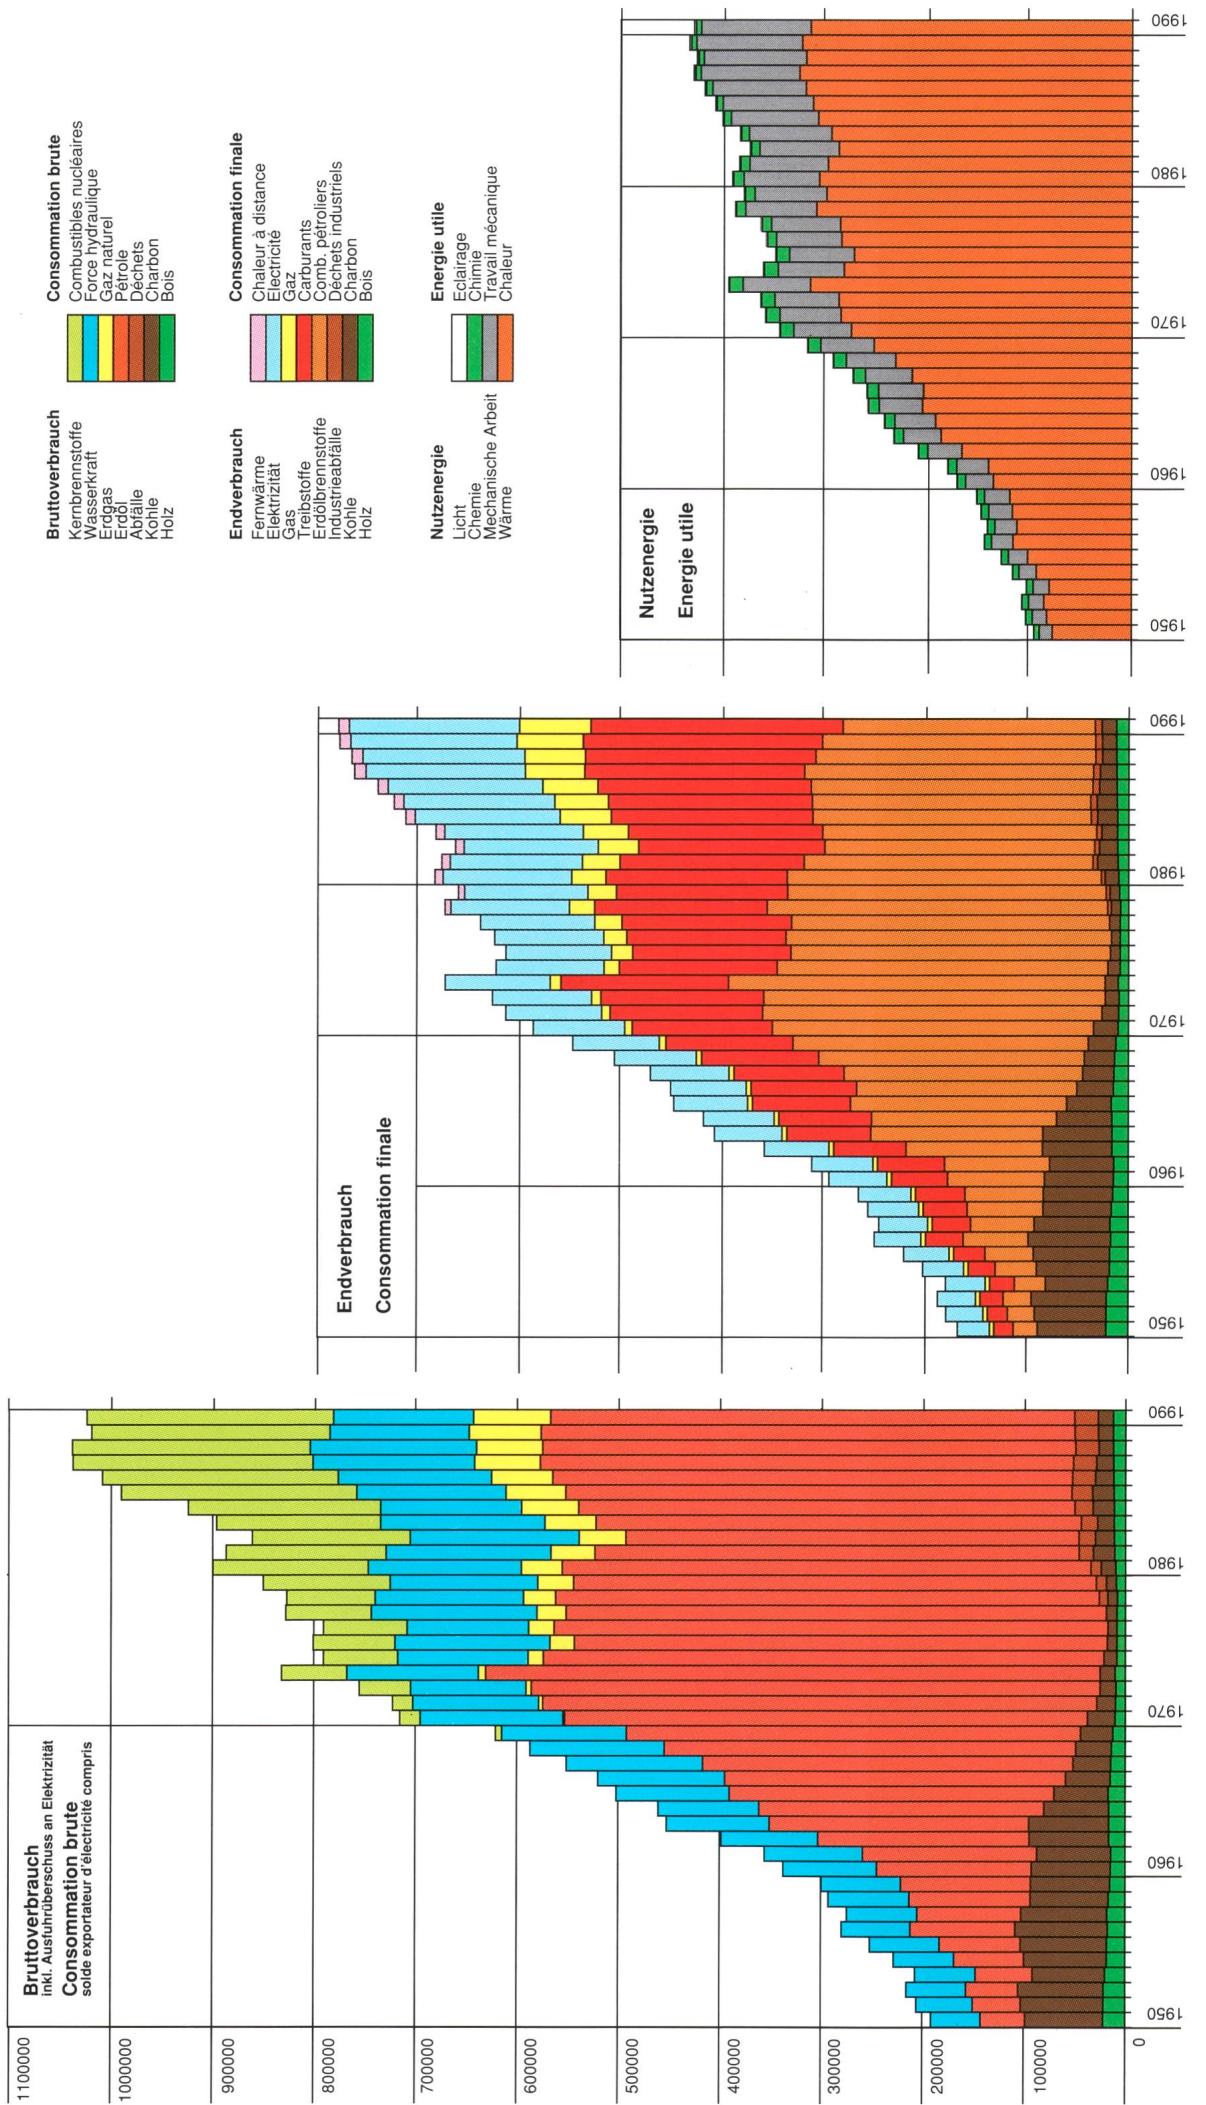 Bruttoverbrauch
inkl. Ausfuhrüberschuss an Elektrizität
Consommation brute
solde exportateur d'électricité compris
1100000
1000000
900000
800000
700000
600000
500000
400000
300000
200000
100000
0
1950
1960
1970
1980
1990
Endverbrauch
Consommation finale
1950
1960
1970
1980
1990
Nutzenergie
Energie utile
1950
1960
1970
1980
1990
Bruttoverbrauch Consommation brute
Kernbrennstoffe Combustibles nucléaires
Wasserkraft Force hydraulique
Erdgas Gaz naturel
Erdöl Pétrole
Abfälle Déchets
Kohle Charbon
Holz Bois
Endverbrauch Consommation finale
Fernwärme Chaleur à distance
Elektrizität Electricité
Gas Gaz
Treibstoffe Carburants
Erdölbrennstoffe Comb. pétroliers
Industrieabfälle Déchets industriels
Kohle Charbon
Holz Bois
Nutzenergie Energie utile
Licht Eclairage
Chemie Chimie
Mechanische Arbeit Travail mécanique
Wärme Chaleur